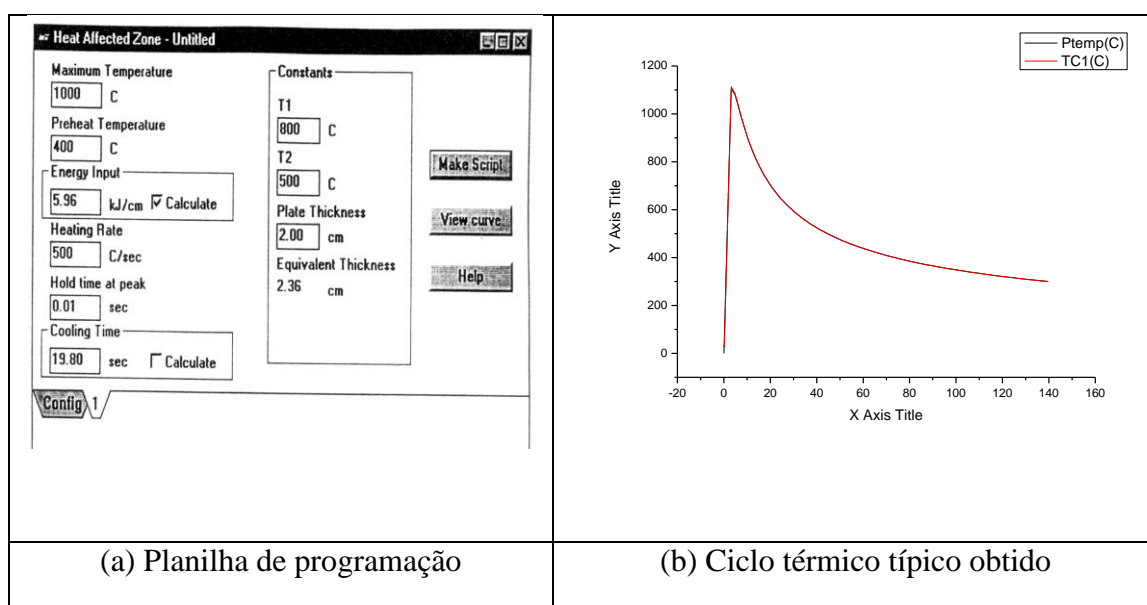 Heat Affected Zone - Untitled
Maximum Temperature
1000 C
Preheat Temperature
400 C
Energy Input
5.96 kJ/cm Calculate
Heating Rate
500 C/sec
Hold time at peak
0.01 sec
Cooling Time
19.80 sec Calculate
Constants
T1
800 C
T2
500 C
Plate Thickness
2.00 cm
Equivalent Thickness
2.36 cm
Make Script
View curve
Help
Config 1
Ptemp(C)
TC1(C)
1200
1000
800
600
400
200
0
Y Axis Title
-20 0 20 40 60 80 100 120 140 160
X Axis Title
(a) Planilha de programação
(b) Ciclo térmico típico obtido